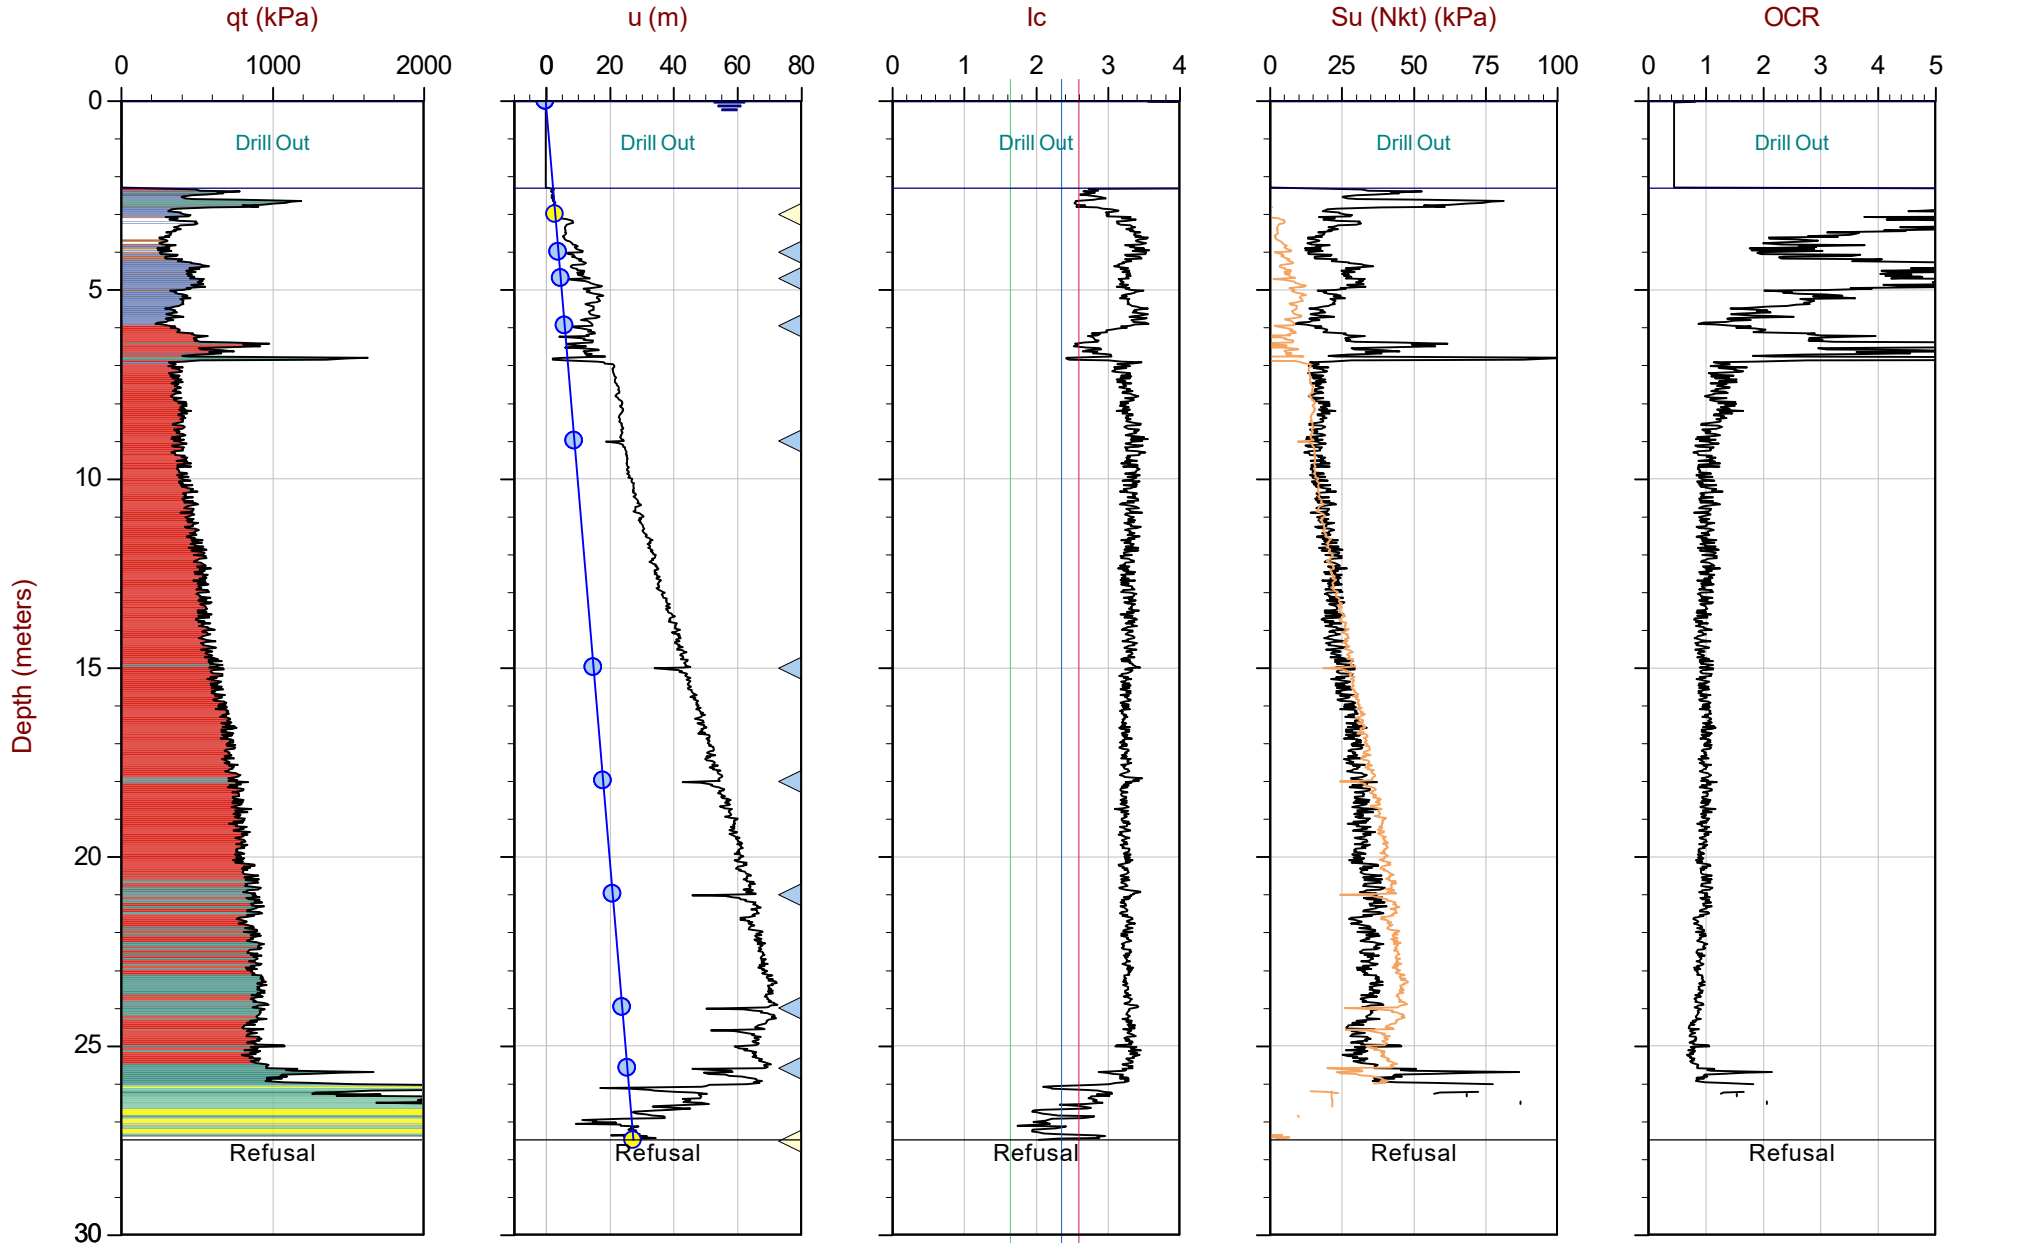 qt (kPa) u (m) Ic Su (Nkt) (kPa) OCR
0 1000 2000 0 20 40 60 80 0 1 2 3 4 0 25 50 75 100 0 1 2 3 4 5
0
Drill Out Drill Out Drill Out Drill Out Drill Out
5
10
15
Depth (meters)
20
25
Refusal Refusal Refusal Refusal Refusal
30